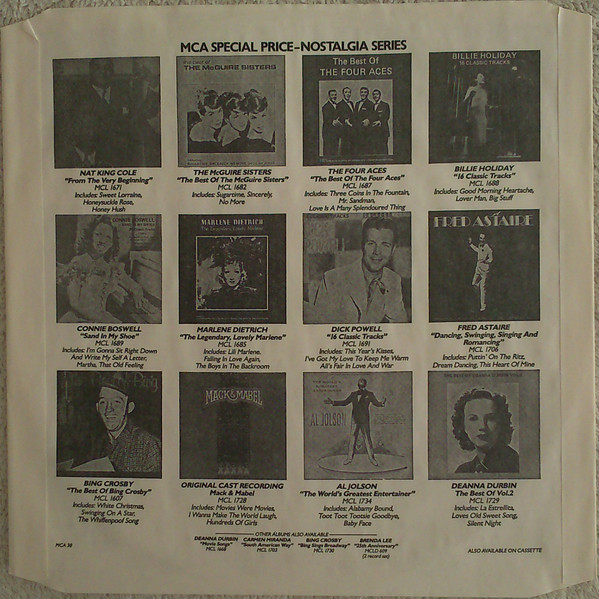 MCA SPECIAL PRICE–NOSTALGIA SERIES
THE McGUIRE SISTERS
The Best Of
THE FOUR ACES
BILLIE HOLIDAY
16 CLASSIC TRACKS
NAT KING COLE
"From The Very Beginning"
MCL 1671
Includes: Sweet Lorraine,
Honeysuckle Rose,
Honey Hush
THE McGUIRE SISTERS
"The Best Of The McGuire Sisters"
MCL 1682
Includes: Sugartime, Sincerely,
No More
THE FOUR ACES
"The Best Of The Four Aces"
MCL 1687
Includes: Three Coins In The Fountain,
Mr. Sandman,
Love Is A Many Splendoured Thing
BILLIE HOLIDAY
"16 Classic Tracks"
MCL 1688
Includes: Good Morning Heartache,
Lover Man, Big Stuff
MARLENE DIETRICH
The Legendary, Lovely Marlene
FRED ASTAIRE
CONNIE BOSWELL
"Sand In My Shoe"
MCL 1689
Includes: I'm Gonna Sit Right Down
And Write My Self A Letter,
Martha, That Old Feeling
MARLENE DIETRICH
"The Legendary, Lovely Marlene"
MCL 1685
Includes: Lili Marlene,
Falling In Love Again,
The Boys In The Backroom
DICK POWELL
"16 Classic Tracks"
MCL 1691
Includes: This Year's Kisses,
I've Got My Love To Keep Me Warm
All's Fair In Love And War
FRED ASTAIRE
"Dancing, Swinging, Singing And
Romancing"
MCL 1706
Includes: Puttin' On The Ritz,
Dream Dancing, This Heart Of Mine
MACK & MABEL
AL JOLSON
BING CROSBY
"The Best Of Bing Crosby"
MCL 1607
Includes: White Christmas,
Swinging On A Star,
The Whiffenpoof Song
ORIGINAL CAST RECORDING
Mack & Mabel
MCL 1728
Includes: Movies Were Movies,
I Wanna Make The World Laugh,
Hundreds Of Girls
AL JOLSON
"The World's Greatest Entertainer"
MCL 1734
Includes: Alabamy Bound,
Toot Toot Tootsie Goodbye,
Baby Face
DEANNA DURBIN
The Best Of Vol.2
MCL 1729
Includes: La Estrellita,
Loves Old Sweet Song,
Silent Night
OTHER ALBUMS ALSO AVAILABLE
DEANNA DURBIN
"Movie Songs"
MCL 1668
CARMEN MIRANDA
"South American Way"
MCL 1703
BING CROSBY
"Bing Sings Broadway"
MCL 1730
BRENDA LEE
"25th Anniversary"
MCLD 609
(2 record set)
MCA 38
ALSO AVAILABLE ON CASSETTE